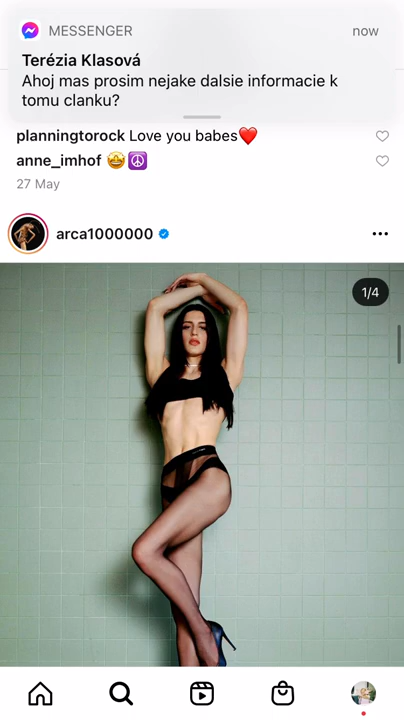 MESSENGER now
Terézia Klasová
Ahoj mas prosim nejake dalsie informacie k
tomu clanku?
planningtorock Love you babes❤️
anne_imhof 🤩☮️
27 May
arca1000000
1/4